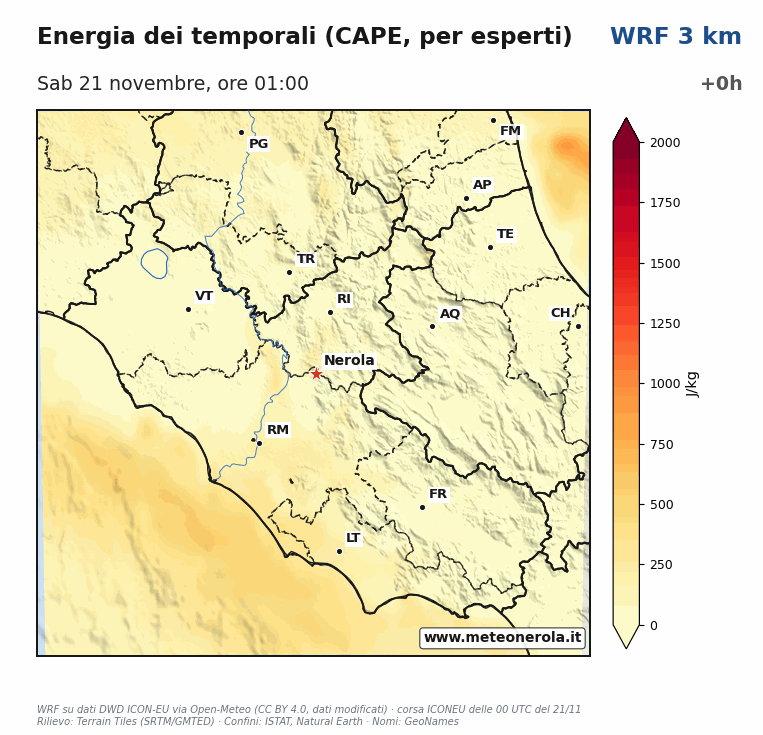 Energia dei temporali (CAPE, per esperti) WRF 3 km
Sab 21 novembre, ore 01:00 +0h
FM
PG
AP
TE
TR
VT
RI
AQ
CH
Nerola
RM
FR
LT
www.meteonerola.it
2000
1750
1500
1250
1000
750
500
250
0
J/kg
WRF su dati DWD ICON-EU via Open-Meteo (CC BY 4.0, dati modificati) · corsa ICONEU delle 00 UTC del 21/11
Rilievo: Terrain Tiles (SRTM/GMTED) · Confini: ISTAT, Natural Earth · Nomi: GeoNames